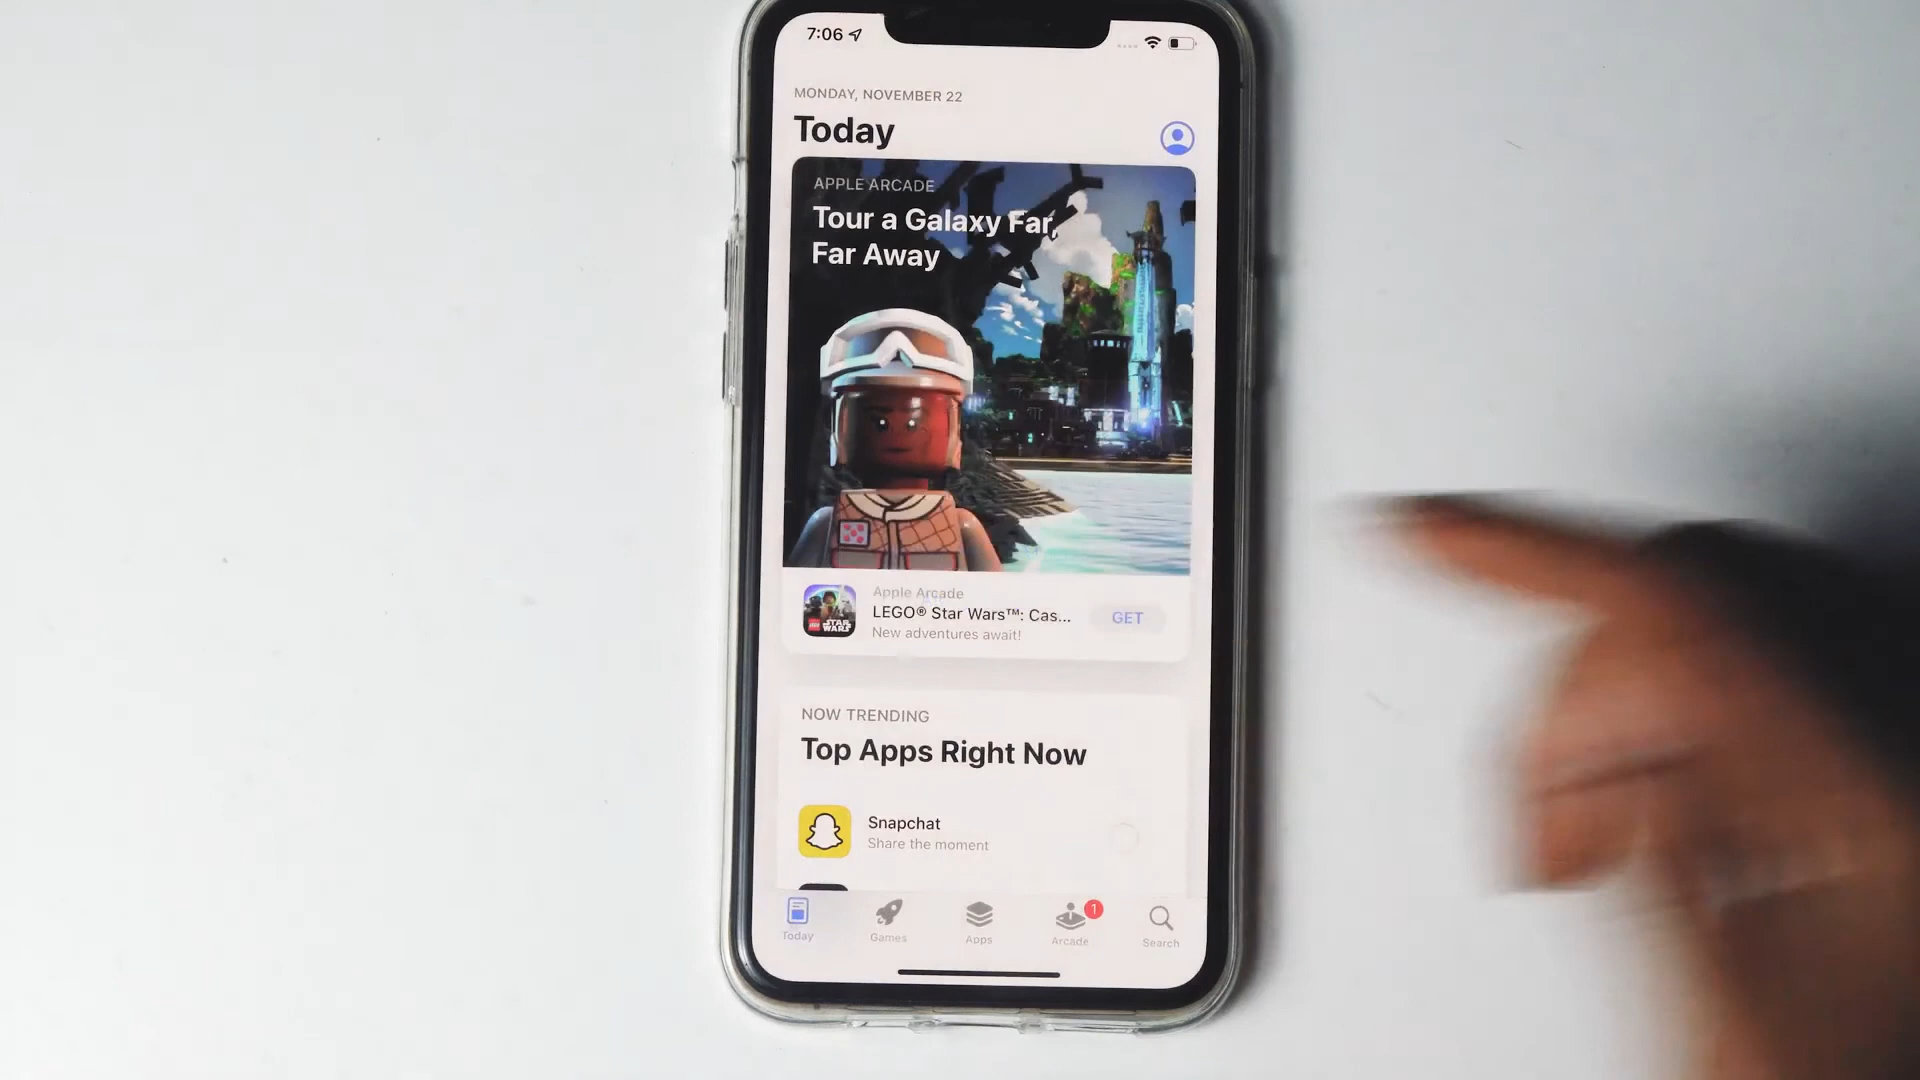 7:06
MONDAY, NOVEMBER 22
Today
APPLE ARCADE
Tour a Galaxy Far,
Far Away
STAR
WARS
Apple Arcade
LEGO® Star Wars™: Cas...
New adventures await!
GET
NOW TRENDING
Top Apps Right Now
Snapchat
Share the moment
1
Today
Games
Apps
Arcade
Search